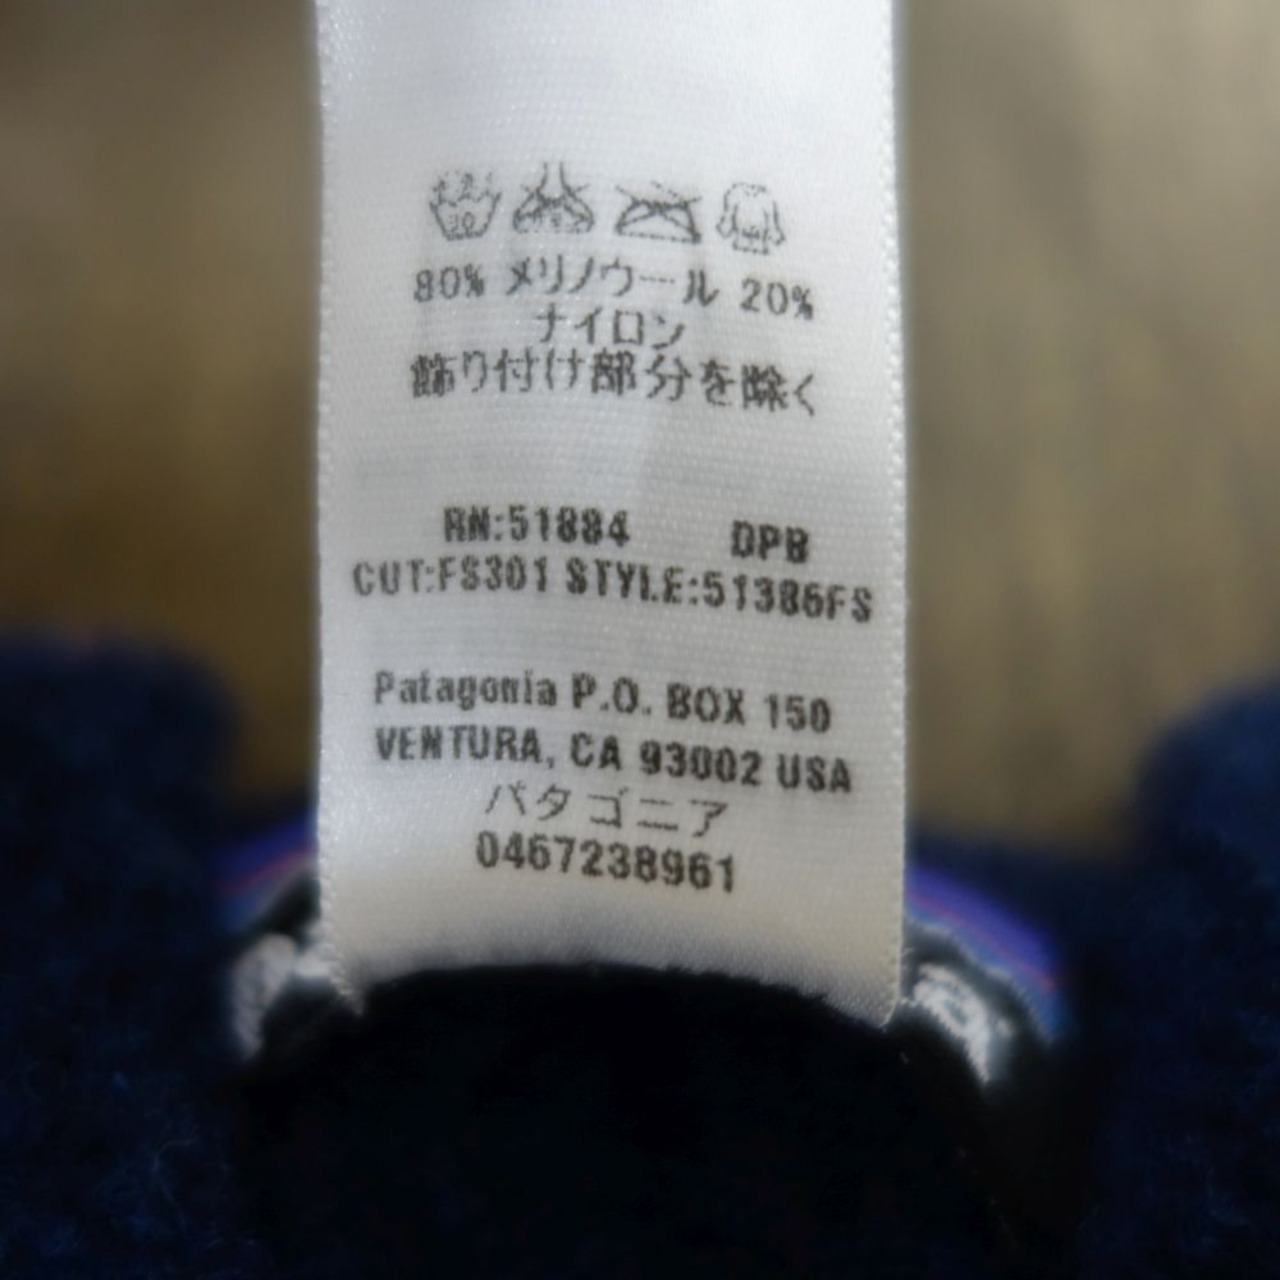 80% メリノウール 20%
ナイロン
飾り付け部分を除く
RN:51884 DPB
CUT:FS301 STYLE:51386FS
Patagonia P.O. BOX 150
VENTURA, CA 93002 USA
パタゴニア
0467238961